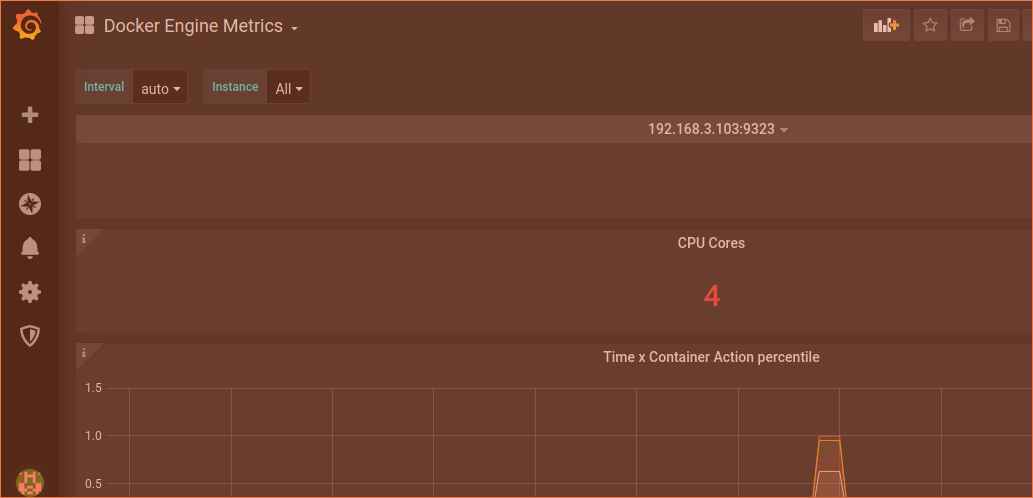 Docker Engine Metrics
Interval auto Instance All
192.168.3.103:9323
i
CPU Cores
4
i
Time x Container Action percentile
1.5
1.0
0.5